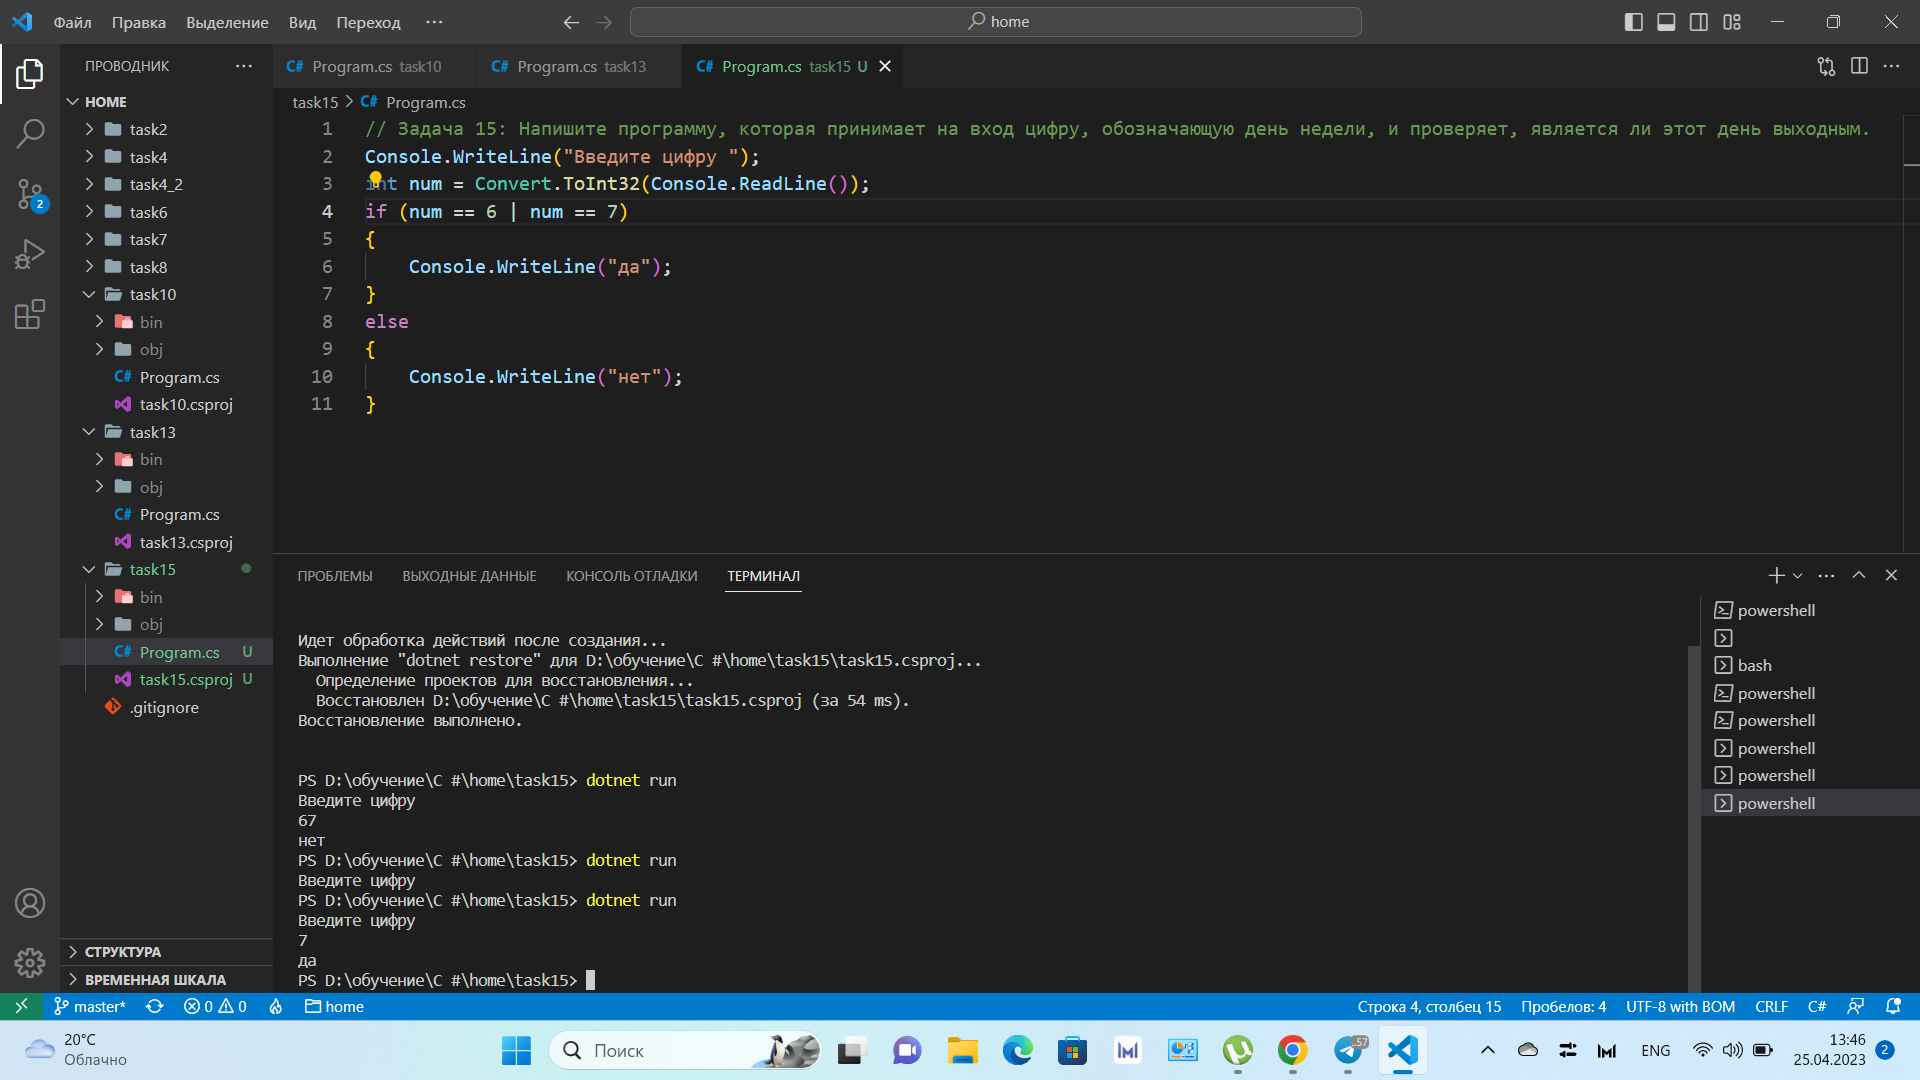 Файл Правка Выделение Вид Переход ··· home
ПРОВОДНИК ···
C# Program.cs task10
C# Program.cs task13
C# Program.cs task15 U
HOME
task2
task4
task4_2
task6
task7
task8
task10
bin
obj
C# Program.cs
task10.csproj
task13
bin
obj
C# Program.cs
task13.csproj
task15
bin
obj
C# Program.cs U
task15.csproj U
.gitignore
СТРУКТУРА
ВРЕМЕННАЯ ШКАЛА
task15 > C# Program.cs
1 // Задача 15: Напишите программу, которая принимает на вход цифру, обозначающую день недели, и проверяет, является ли этот день выходным.
2 Console.WriteLine("Введите цифру ");
3 int num = Convert.ToInt32(Console.ReadLine());
4 if (num == 6 | num == 7)
5 {
6 Console.WriteLine("да");
7 }
8 else
9 {
10 Console.WriteLine("нет");
11 }
ПРОБЛЕМЫ ВЫХОДНЫЕ ДАННЫЕ КОНСОЛЬ ОТЛАДКИ ТЕРМИНАЛ
Идет обработка действий после создания...
Выполнение "dotnet restore" для D:\обучение\C #\home\task15\task15.csproj...
Определение проектов для восстановления...
Восстановлен D:\обучение\C #\home\task15\task15.csproj (за 54 ms).
Восстановление выполнено.
PS D:\обучение\C #\home\task15> dotnet run
Введите цифру
67
нет
PS D:\обучение\C #\home\task15> dotnet run
Введите цифру
PS D:\обучение\C #\home\task15> dotnet run
Введите цифру
7
да
PS D:\обучение\C #\home\task15>
powershell
bash
powershell
powershell
powershell
powershell
powershell
2
master* 0 0 home
Строка 4, столбец 15 Пробелов: 4 UTF-8 with BOM CRLF C#
20°C
Облачно
Поиск
57
ENG
13:46
25.04.2023
2